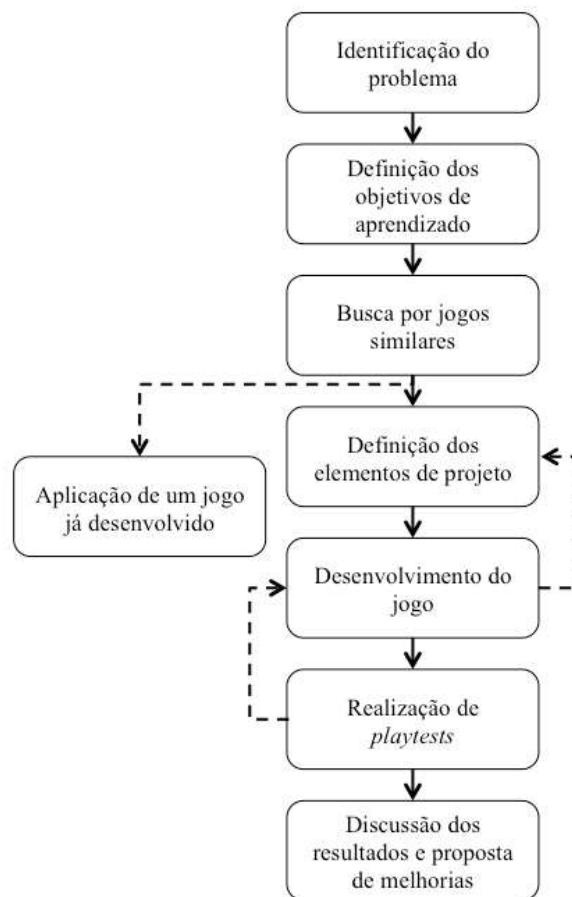 Identificação do
problema
Definição dos
objetivos de
aprendizado
Busca por jogos
similares
Definição dos
elementos de projeto
Aplicação de um jogo
já desenvolvido
Desenvolvimento do
jogo
Realização de
playtests
Discussão dos
resultados e proposta
de melhorias